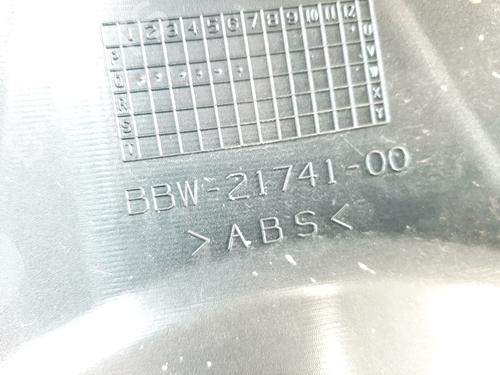 1 2 3 4 5 6 7 8 9 10 11 12
P U
Q V
R W
S X
T Y
BBW-21741-00
>ABS<